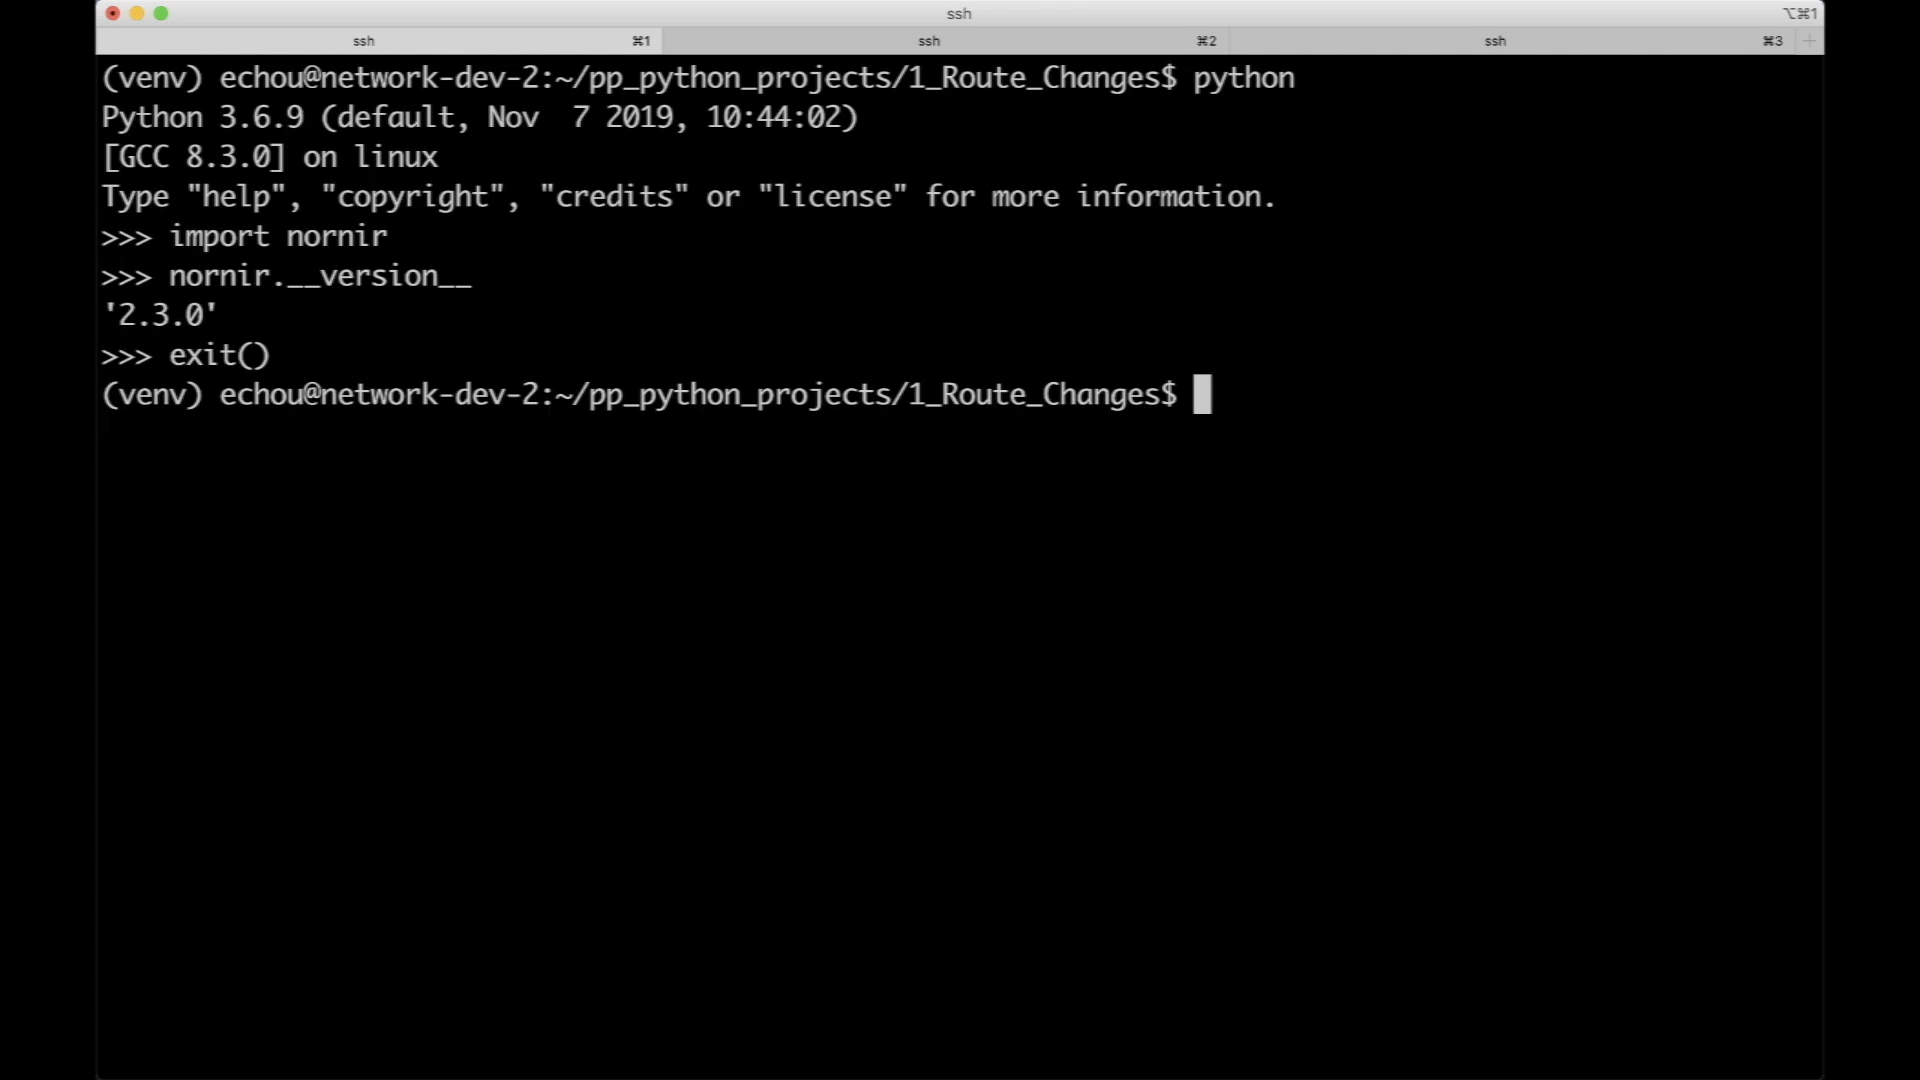 ssh ⌥⌘1
ssh ⌘1 ssh ⌘2 ssh ⌘3 +
(venv) echou@network-dev-2:~/pp_python_projects/1_Route_Changes$ python
Python 3.6.9 (default, Nov  7 2019, 10:44:02)
[GCC 8.3.0] on linux
Type "help", "copyright", "credits" or "license" for more information.
>>> import nornir
>>> nornir.__version__
'2.3.0'
>>> exit()
(venv) echou@network-dev-2:~/pp_python_projects/1_Route_Changes$